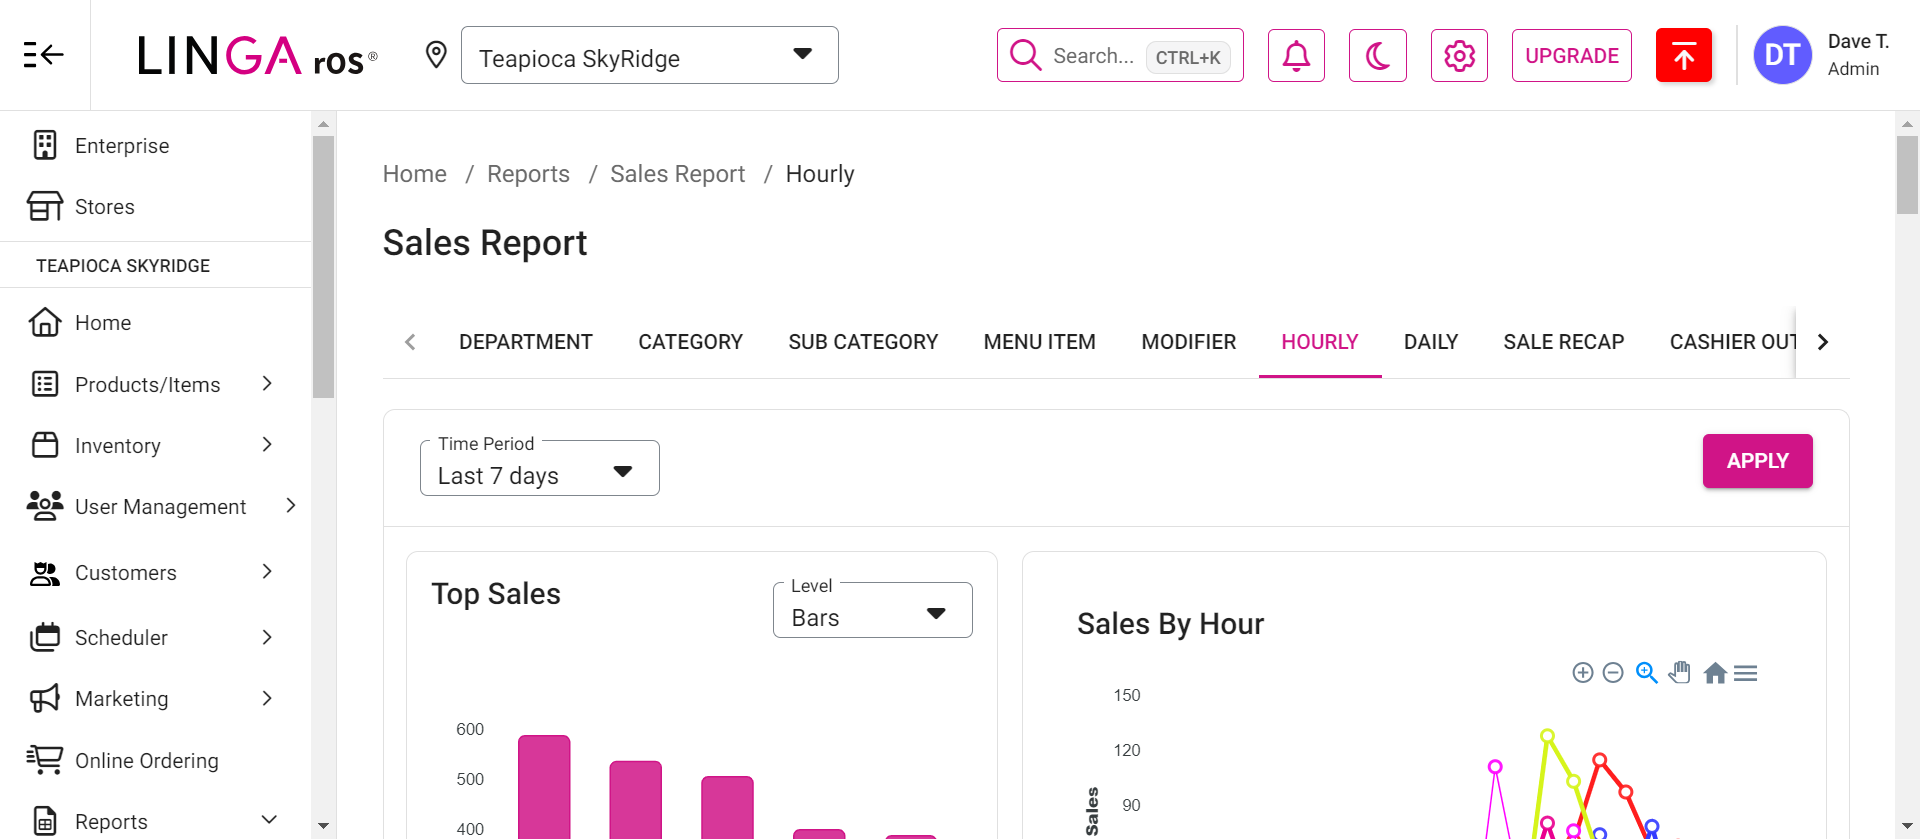 LINGA ros®
Teapioca SkyRidge
Search... CTRL+K
UPGRADE
DT
Dave T.
Admin
Enterprise
Stores
TEAPIOCA SKYRIDGE
Home
Products/Items
Inventory
User Management
Customers
Scheduler
Marketing
Online Ordering
Reports
Home / Reports / Sales Report / Hourly
Sales Report
DEPARTMENT CATEGORY SUB CATEGORY MENU ITEM MODIFIER HOURLY DAILY SALE RECAP CASHIER OUT
Time Period
Last 7 days
APPLY
Top Sales
Level
Bars
600
500
400
Sales By Hour
150
120
90
Sales